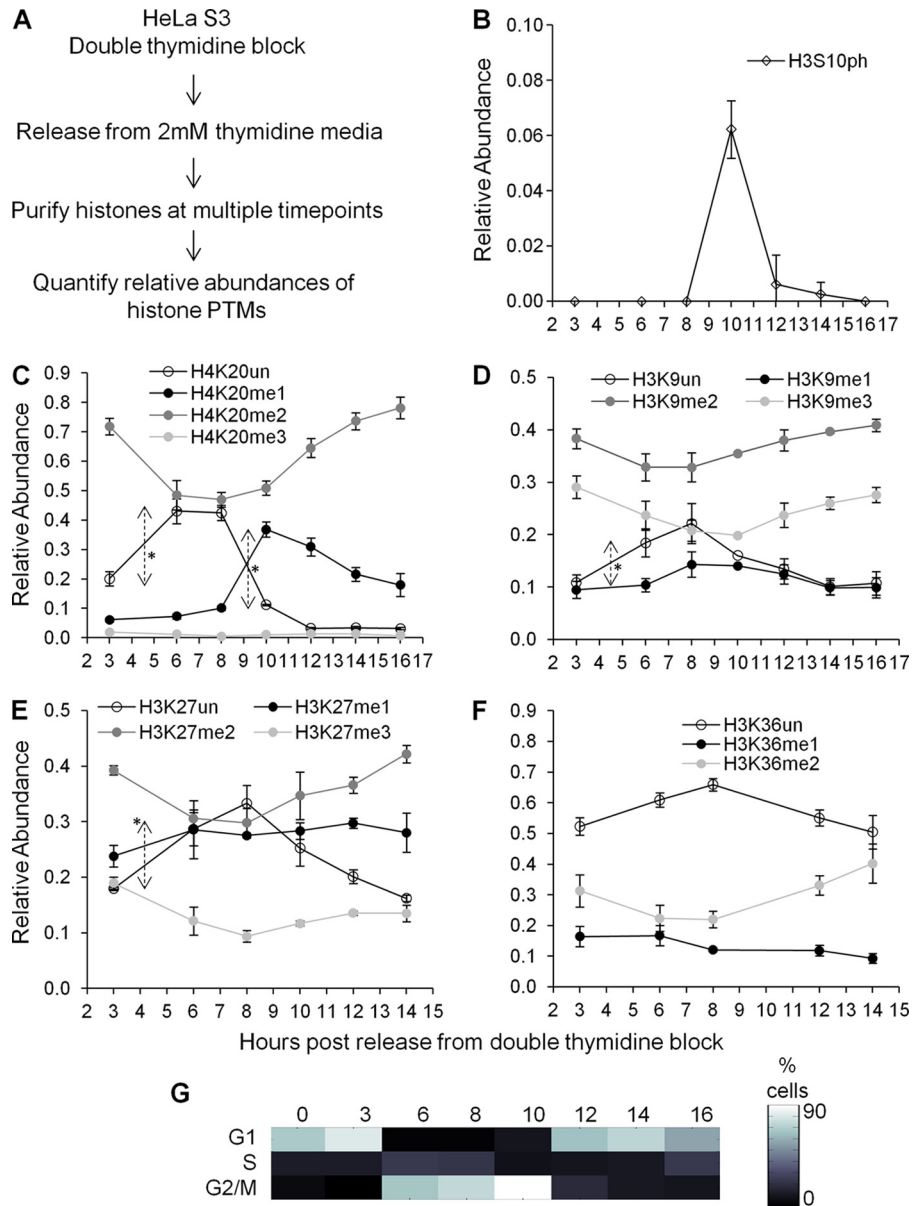 A
HeLa S3
Double thymidine block
Release from 2mM thymidine media
Purify histones at multiple timepoints
Quantify relative abundances of
histone PTMs
B
H3S10ph
Relative Abundance
0.10
0.08
0.06
0.04
0.02
0.00
2 3 4 5 6 7 8 9 10 11 12 13 14 15 16 17
C
H4K20un
H4K20me1
H4K20me2
H4K20me3
Relative Abundance
0.9
0.8
0.7
0.6
0.5
0.4
0.3
0.2
0.1
0.0
*
*
2 3 4 5 6 7 8 9 10 11 12 13 14 15 16 17
D
H3K9un H3K9me1
H3K9me2 H3K9me3
0.5
0.4
0.3
0.2
0.1
0.0
*
2 3 4 5 6 7 8 9 10 11 12 13 14 15 16 17
E
H3K27un H3K27me1
H3K27me2 H3K27me3
Relative Abundance
0.5
0.4
0.3
0.2
0.1
0.0
*
2 3 4 5 6 7 8 9 10 11 12 13 14 15
F
H3K36un
H3K36me1
H3K36me2
0.9
0.8
0.7
0.6
0.5
0.4
0.3
0.2
0.1
0.0
2 3 4 5 6 7 8 9 10 11 12 13 14 15
Hours post release from double thymidine block
G
0 3 6 8 10 12 14 16
G1
S
G2/M
%
cells
90
0